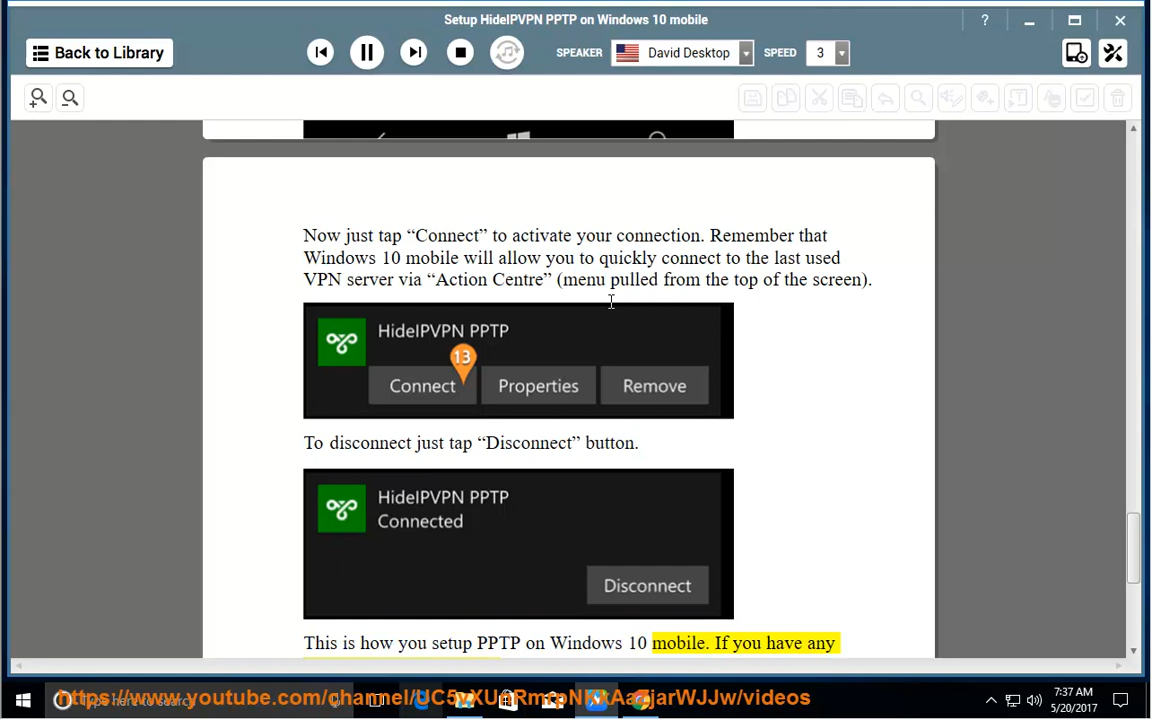 Setup HideIPVPN PPTP on Windows 10 mobile
Back to Library
SPEAKER David Desktop SPEED 3
Now just tap “Connect” to activate your connection. Remember that
Windows 10 mobile will allow you to quickly connect to the last used
VPN server via “Action Centre” (menu pulled from the top of the screen).
HideIPVPN PPTP
13
Connect Properties Remove
To disconnect just tap “Disconnect” button.
HideIPVPN PPTP
Connected
Disconnect
This is how you setup PPTP on Windows 10 mobile. If you have any
7:37 AM
5/20/2017